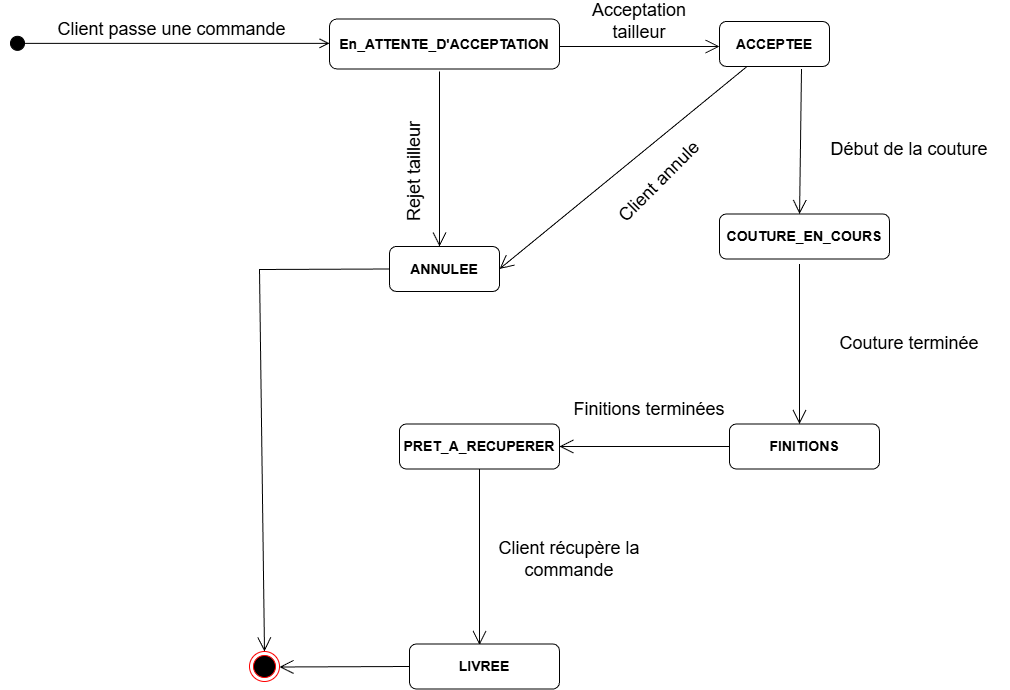 Client passe une commande
En_ATTENTE_D'ACCEPTATION
Acceptation
tailleur
ACCEPTEE
Rejet tailleur
Client annule
Début de la couture
COUTURE_EN_COURS
ANNULEE
Couture terminée
Finitions terminées
PRET_A_RECUPERER
FINITIONS
Client récupère la
commande
LIVREE